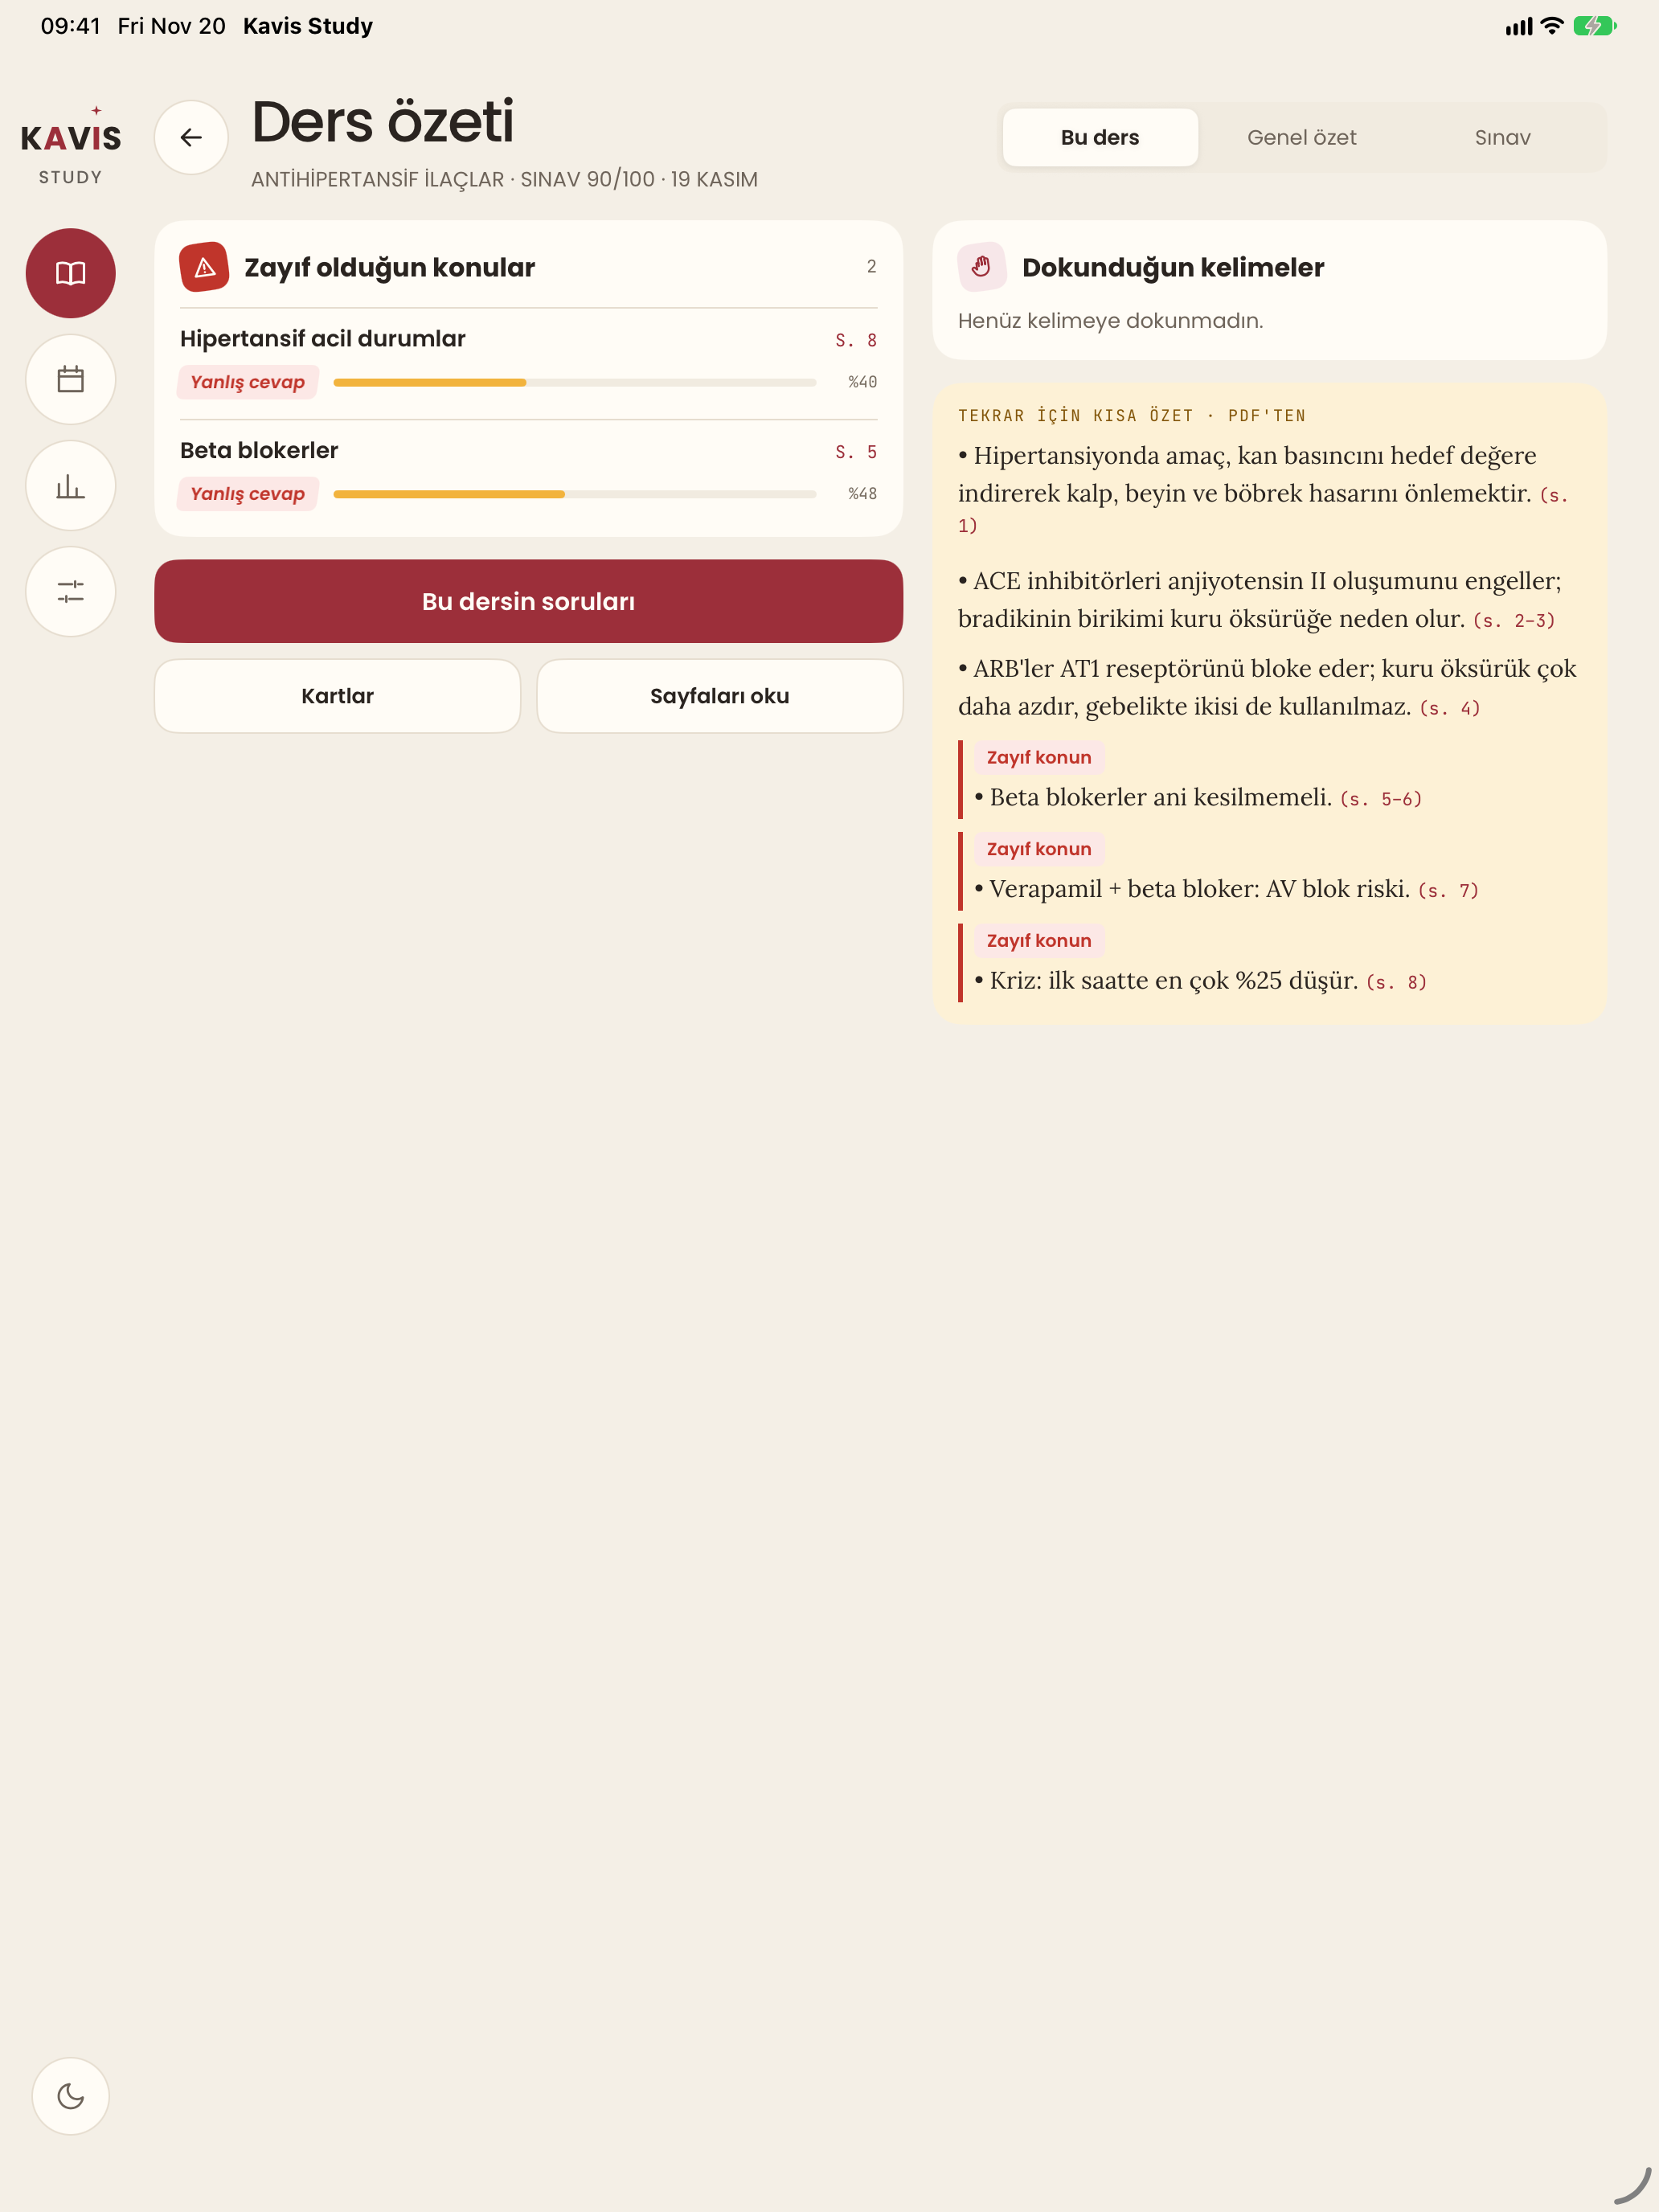 09:41 Fri Nov 20 Kavis Study
KAVIS
STUDY
Ders özeti
ANTİHİPERTANSİF İLAÇLAR · SINAV 90/100 · 19 KASIM
Bu ders
Genel özet
Sınav
Zayıf olduğun konular
2
Hipertansif acil durumlar
S. 8
Yanlış cevap
%40
Beta blokerler
S. 5
Yanlış cevap
%48
Bu dersin soruları
Kartlar
Sayfaları oku
Dokunduğun kelimeler
Henüz kelimeye dokunmadın.
TEKRAR İÇİN KISA ÖZET · PDF'TEN
• Hipertansiyonda amaç, kan basıncını hedef değere
indirerek kalp, beyin ve böbrek hasarını önlemektir. (s.
1)
• ACE inhibitörleri anjiyotensin II oluşumunu engeller;
bradikinin birikimi kuru öksürüğe neden olur. (s. 2–3)
• ARB'ler AT1 reseptörünü bloke eder; kuru öksürük çok
daha azdır, gebelikte ikisi de kullanılmaz. (s. 4)
Zayıf konun
• Beta blokerler ani kesilmemeli. (s. 5–6)
Zayıf konun
• Verapamil + beta bloker: AV blok riski. (s. 7)
Zayıf konun
• Kriz: ilk saatte en çok %25 düşür. (s. 8)